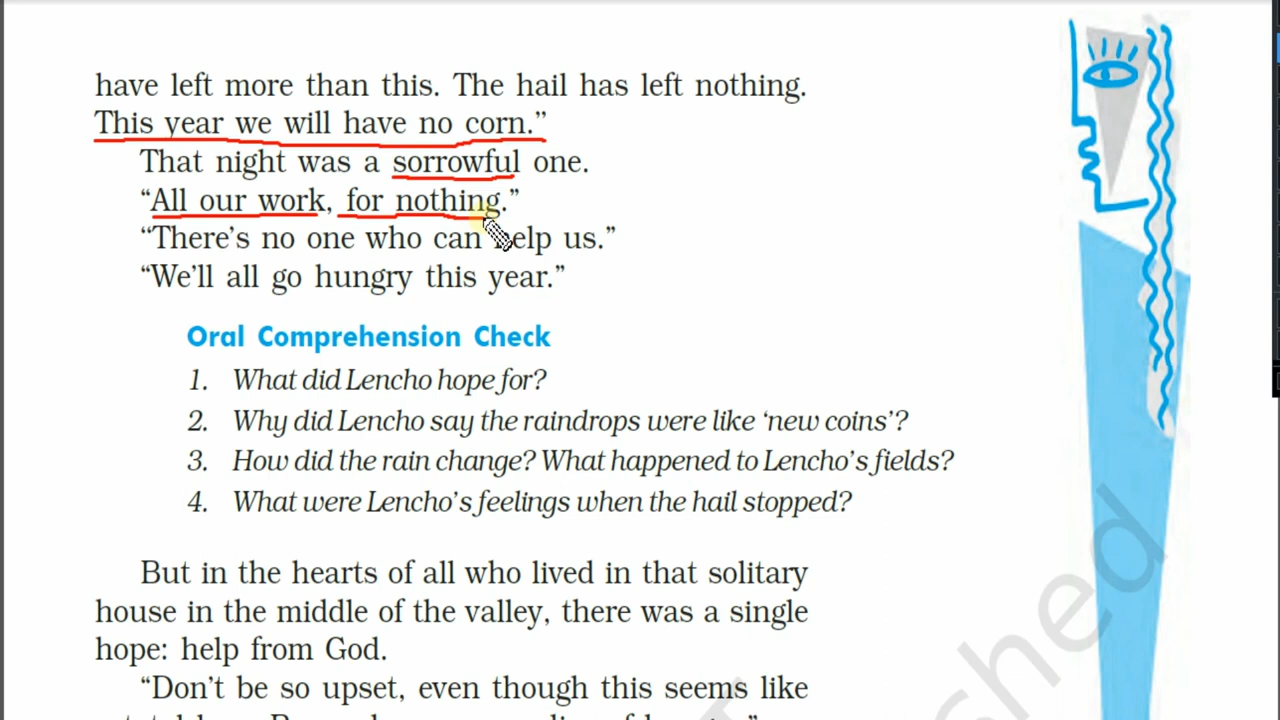 have left more than this. The hail has left nothing.
This year we will have no corn.”
That night was a sorrowful one.
“All our work, for nothing.”
“There’s no one who can help us.”
“We’ll all go hungry this year.”
Oral Comprehension Check
1. What did Lencho hope for?
2. Why did Lencho say the raindrops were like ‘new coins’?
3. How did the rain change? What happened to Lencho’s fields?
4. What were Lencho’s feelings when the hail stopped?
But in the hearts of all who lived in that solitary
house in the middle of the valley, there was a single
hope: help from God.
“Don’t be so upset, even though this seems like
shed